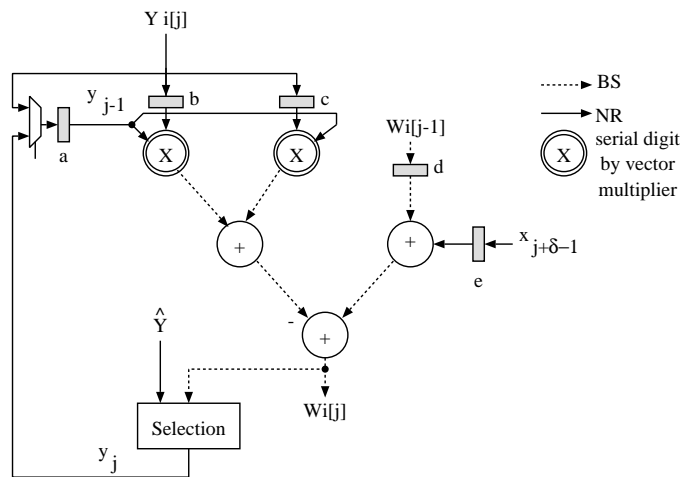 Y i[j]
y j-1
b
c
a
X
X
BS
NR
X
serial digit
by vector
multiplier
Wi[j-1]
d
+
+
x j+δ−1
e
-
+
Ŷ
Wi[j]
Selection
y j